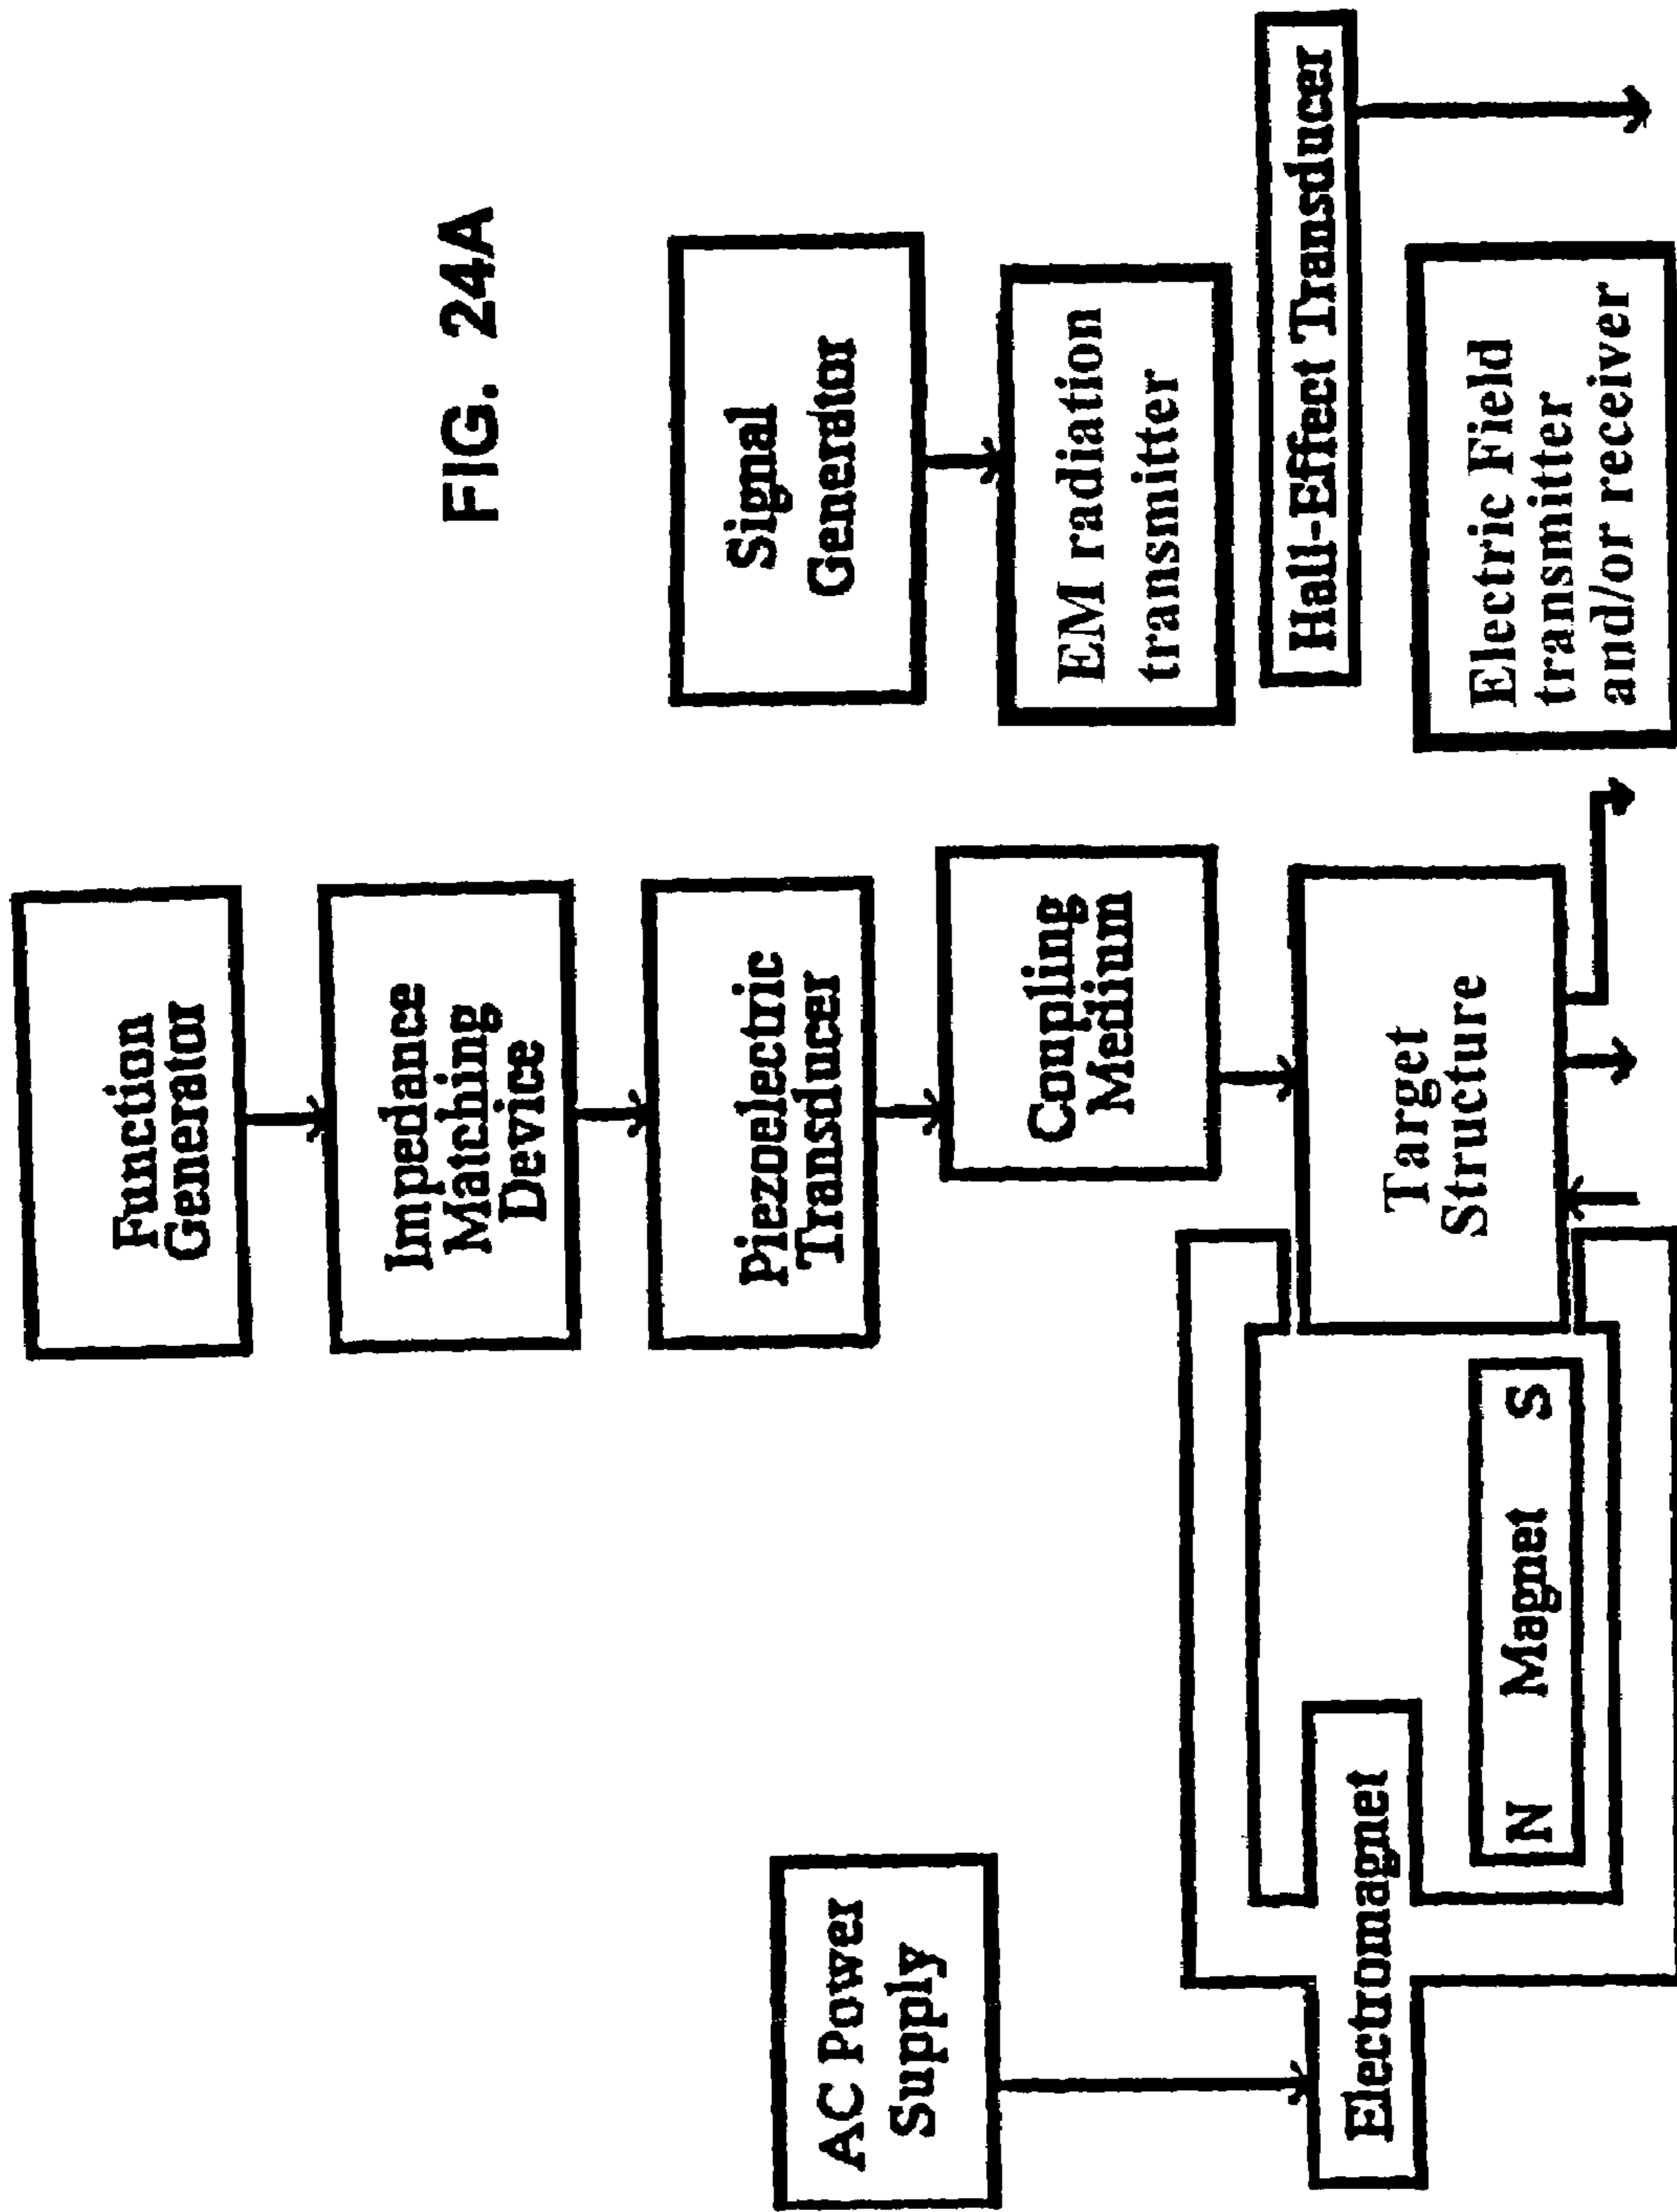 FIG. 24A
Function
Generator
Impedance
Matching
Device
Piezoelectric
Transducer
Coupling
Medium
Target
Structure
AC Power
Supply
Electromagnet
N Magnet S
Signal
Generator
EM radiation
transmitter
Hall-Effect Transducer
Electric Field
transmitter
and/or receiver